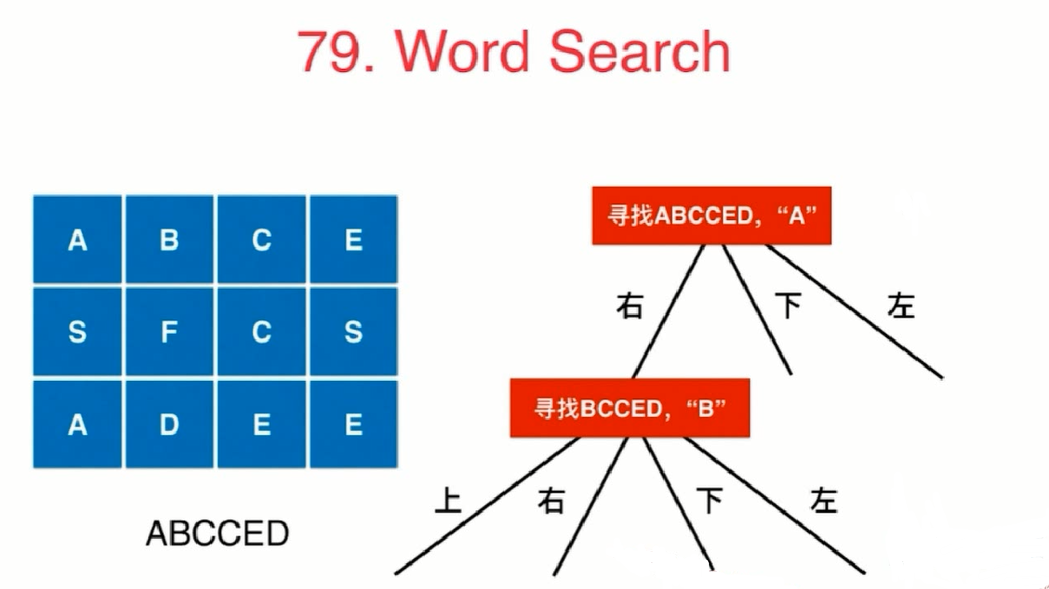 79. Word Search
A B C E
S F C S
A D E E
ABCCED
寻找ABCCED，“A”
右 下 左
寻找BCCED，“B”
上 右 下 左